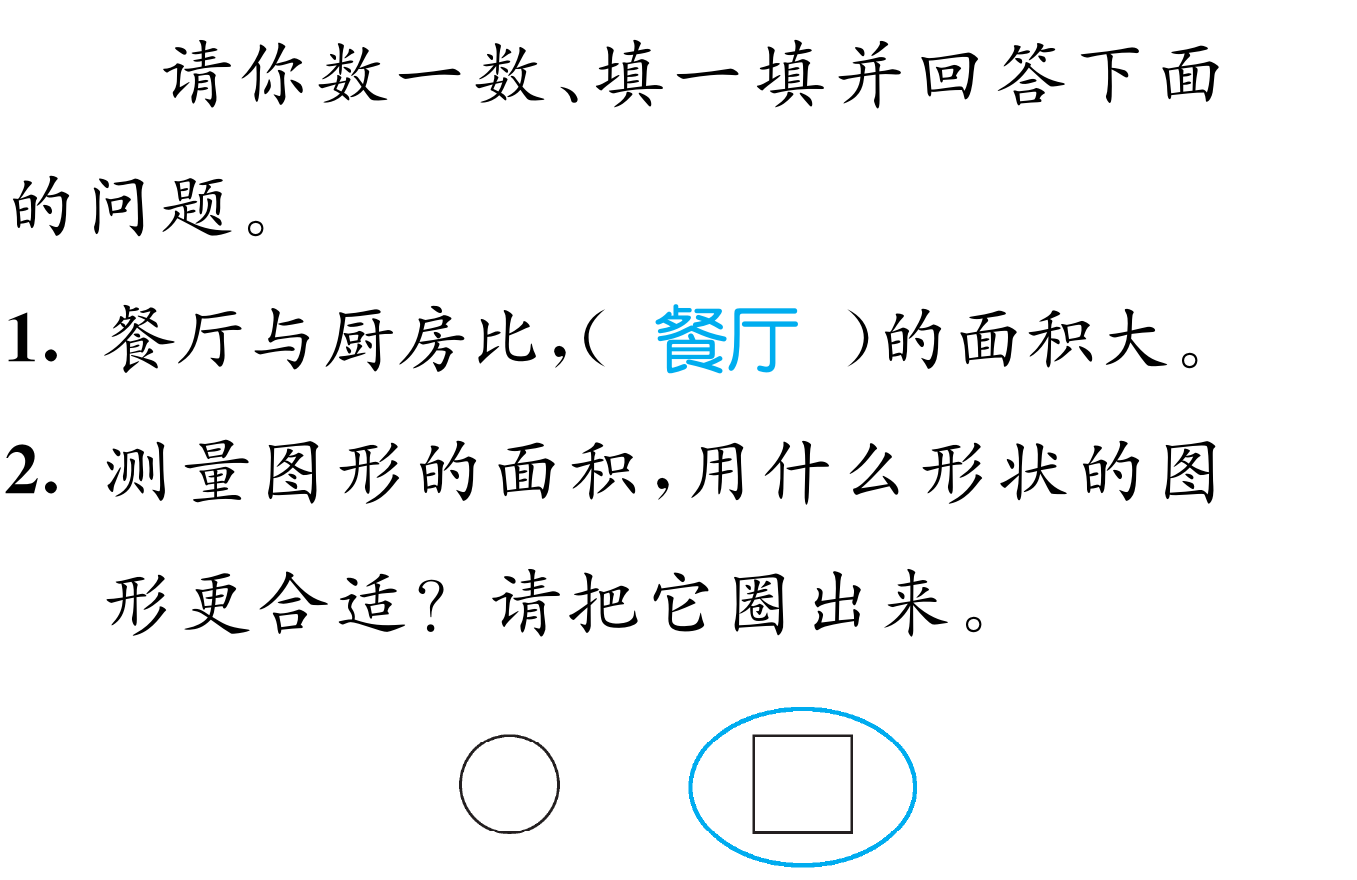 请你数一数、填一填并回答下面
的问题。
1. 餐厅与厨房比,( 餐厅 )的面积大。
2. 测量图形的面积,用什么形状的图
形更合适? 请把它圈出来。